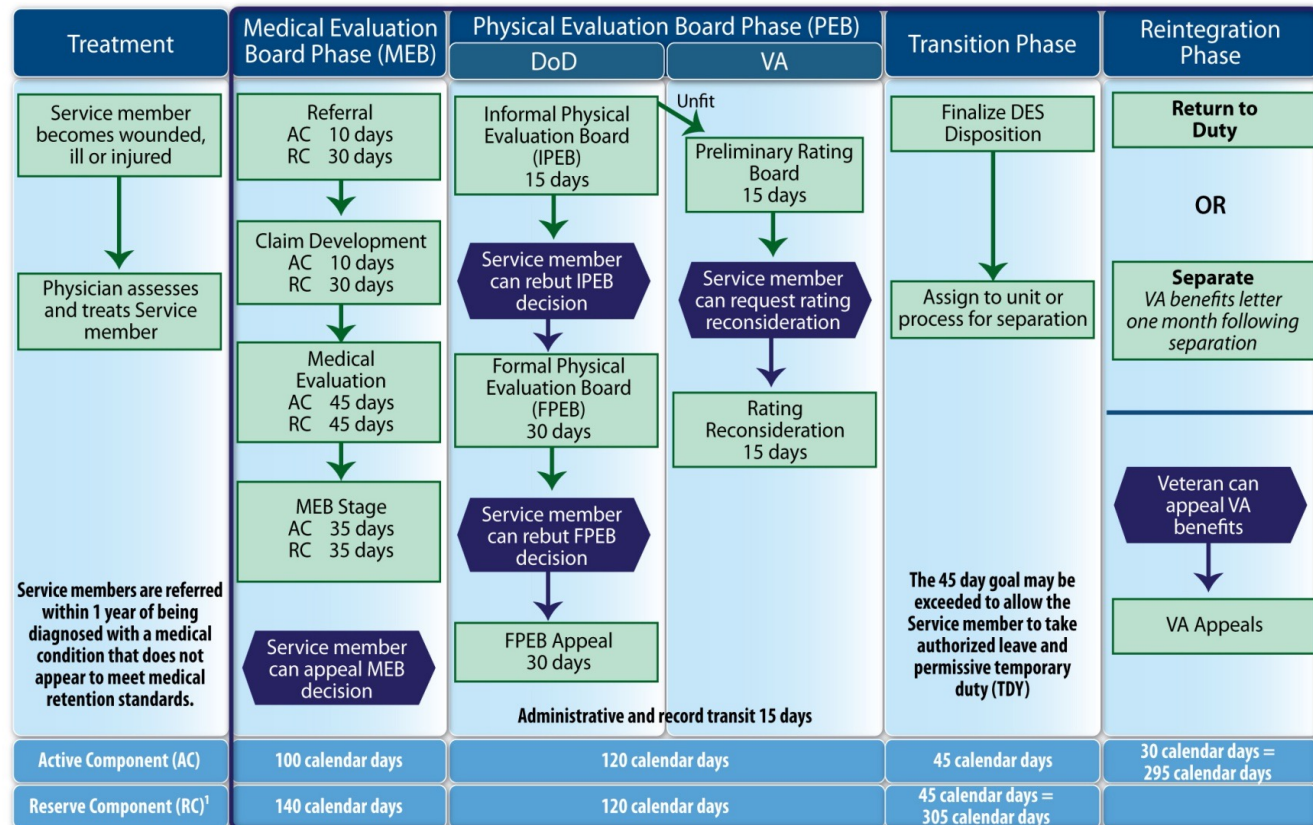 Treatment
Service member
becomes wounded,
ill or injured
Physician assesses
and treats Service
member
Service members are referred
within 1 year of being
diagnosed with a medical
condition that does not
appear to meet medical
retention standards.
Medical Evaluation
Board Phase (MEB)
Referral
AC 10 days
RC 30 days
Claim Development
AC 10 days
RC 30 days
Medical
Evaluation
AC 45 days
RC 45 days
MEB Stage
AC 35 days
RC 35 days
Service member
can appeal MEB
decision
Physical Evaluation Board Phase (PEB)
DoD
Informal Physical
Evaluation Board
(IPEB)
15 days
Service member
can rebut IPEB
decision
Formal Physical
Evaluation Board
(FPEB)
30 days
Service member
can rebut FPEB
decision
FPEB Appeal
30 days
VA
Unfit
Preliminary Rating
Board
15 days
Service member
can request rating
reconsideration
Rating
Reconsideration
15 days
Administrative and record transit 15 days
Transition Phase
Finalize DES
Disposition
Assign to unit or
process for separation
The 45 day goal may be
exceeded to allow the
Service member to take
authorized leave and
permissive temporary
duty (TDY)
Reintegration
Phase
Return to
Duty
OR
Separate
VA benefits letter
one month following
separation
Veteran can
appeal VA
benefits
VA Appeals
Active Component (AC)
100 calendar days
120 calendar days
45 calendar days
30 calendar days =
295 calendar days
Reserve Component (RC)¹
140 calendar days
120 calendar days
45 calendar days =
305 calendar days